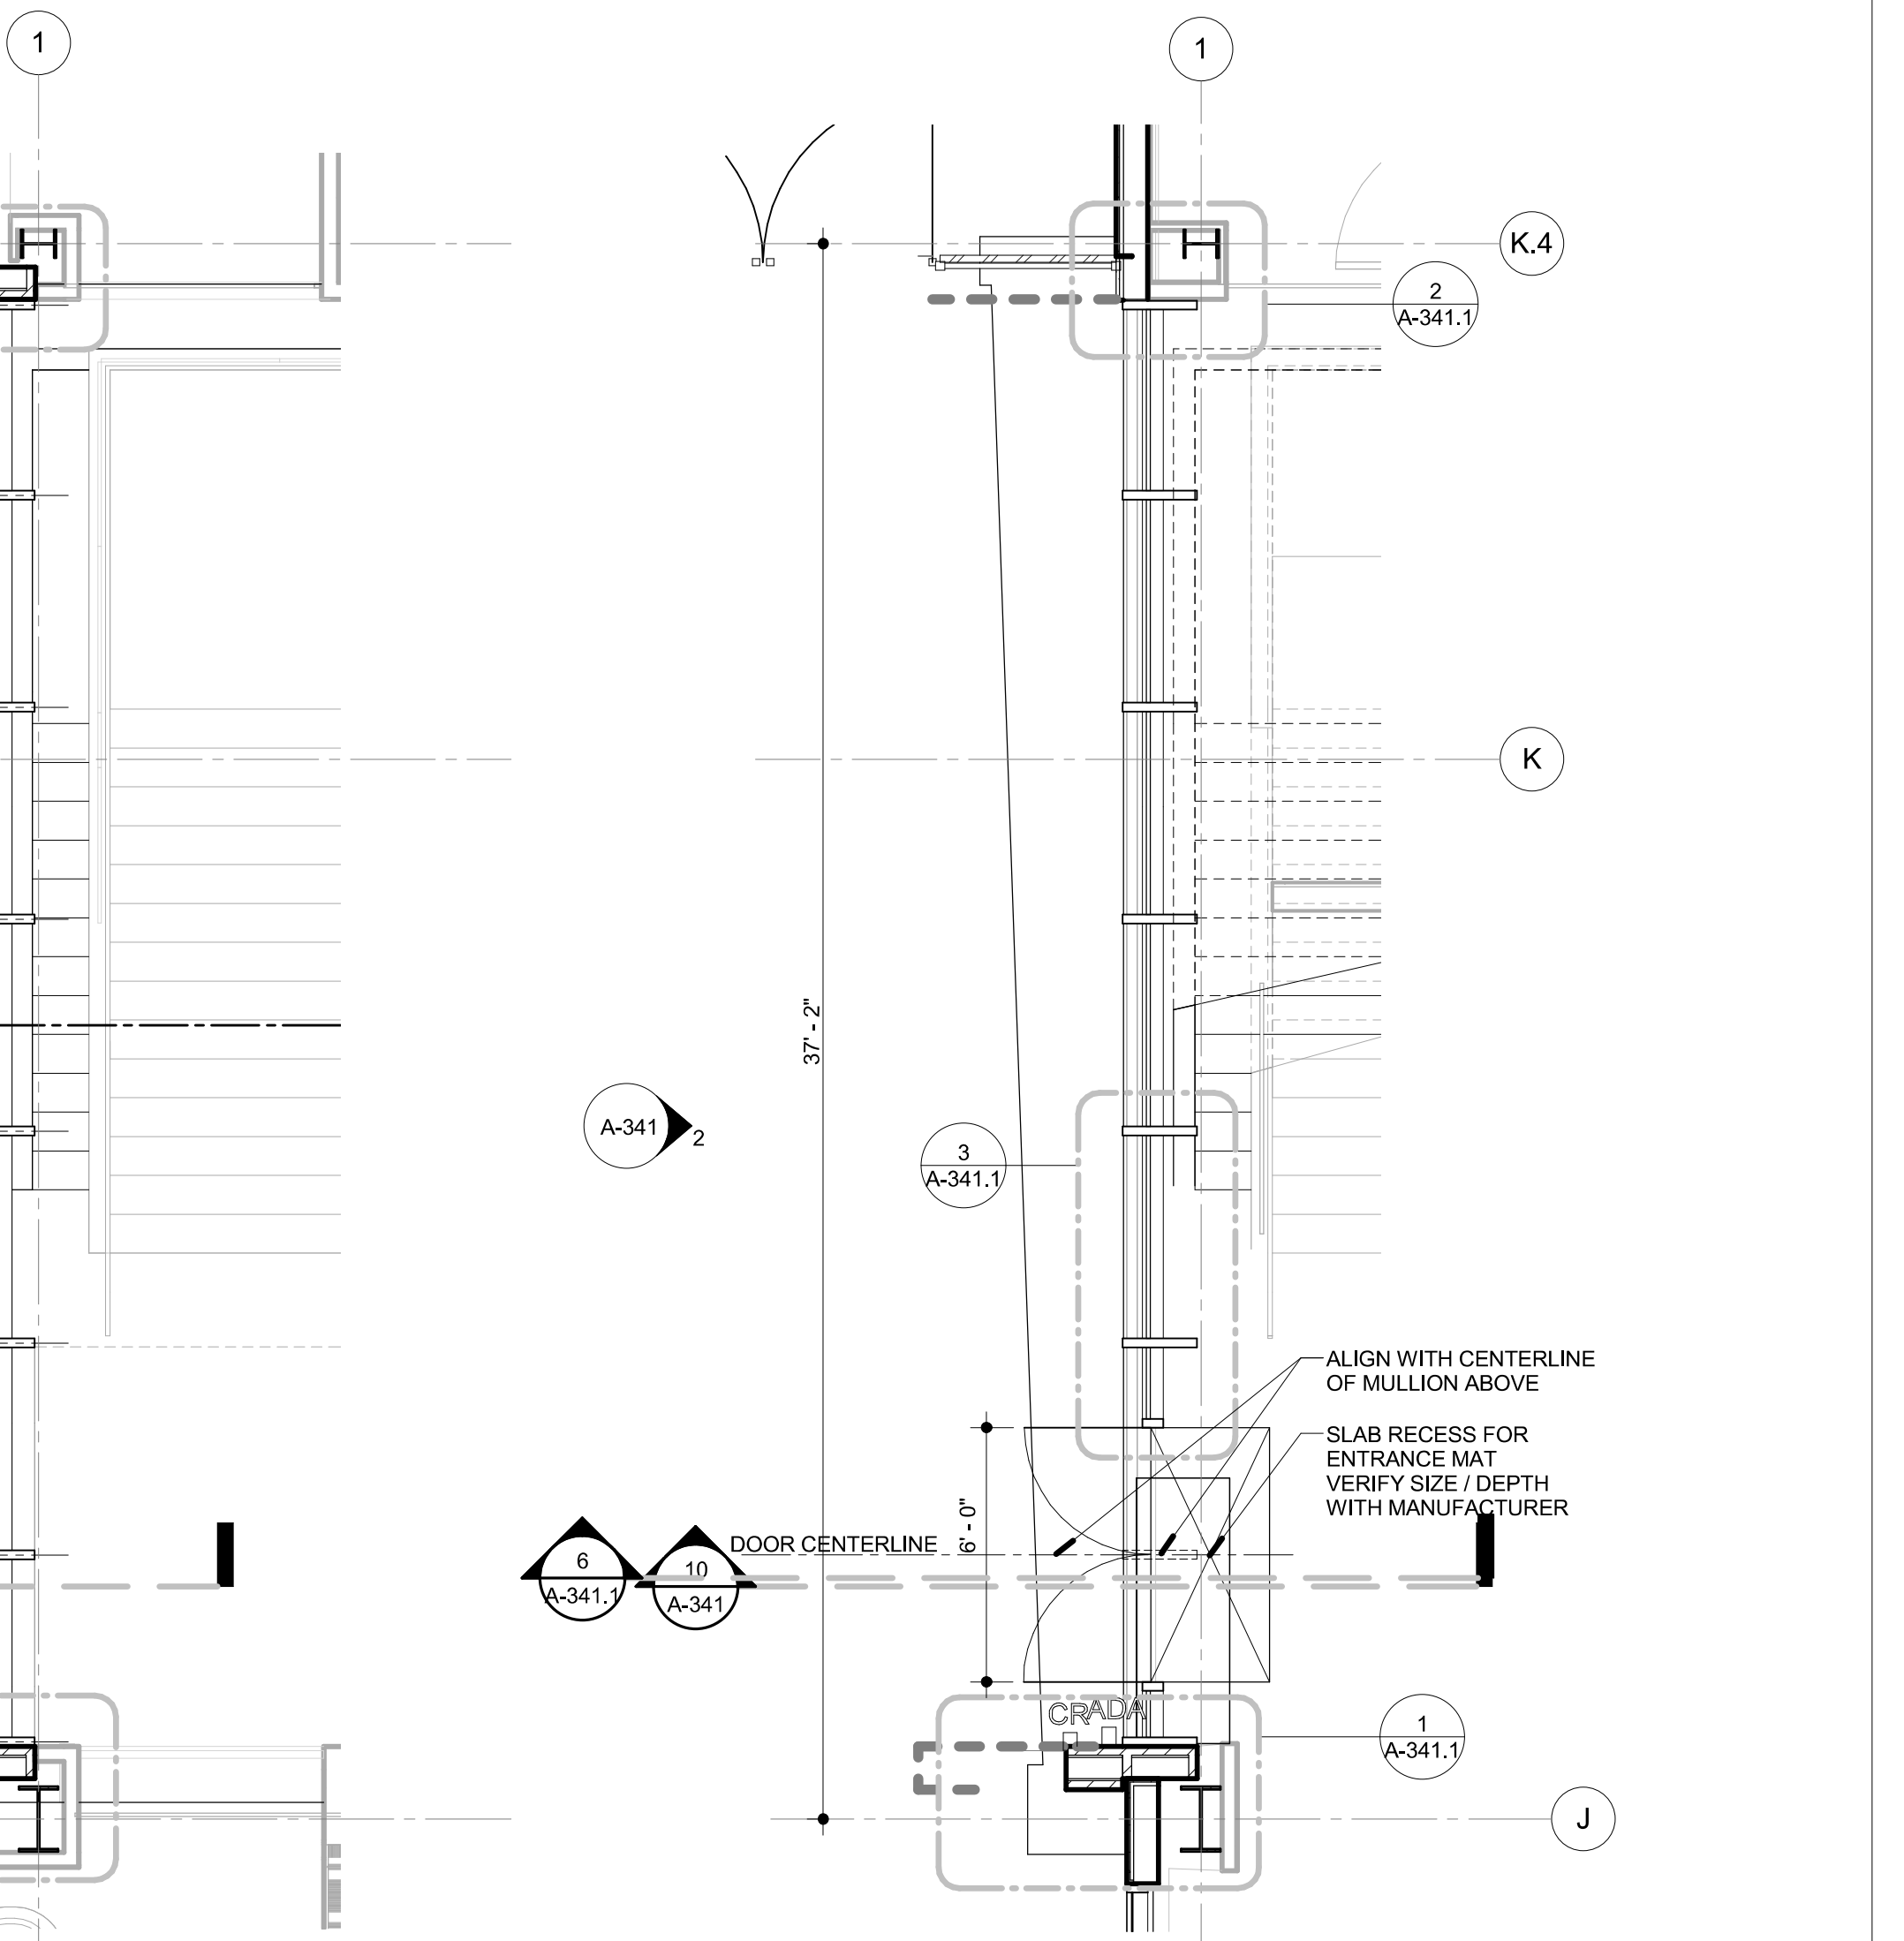 1
1
K.4
2
A-341.1
K
37' - 2"
A-341
2
3
A-341.1
ALIGN WITH CENTERLINE
OF MULLION ABOVE
SLAB RECESS FOR
ENTRANCE MAT
VERIFY SIZE / DEPTH
WITH MANUFACTURER
6' - 0"
DOOR CENTERLINE
6
A-341.1
10
A-341
CR
ADA
1
A-341.1
J